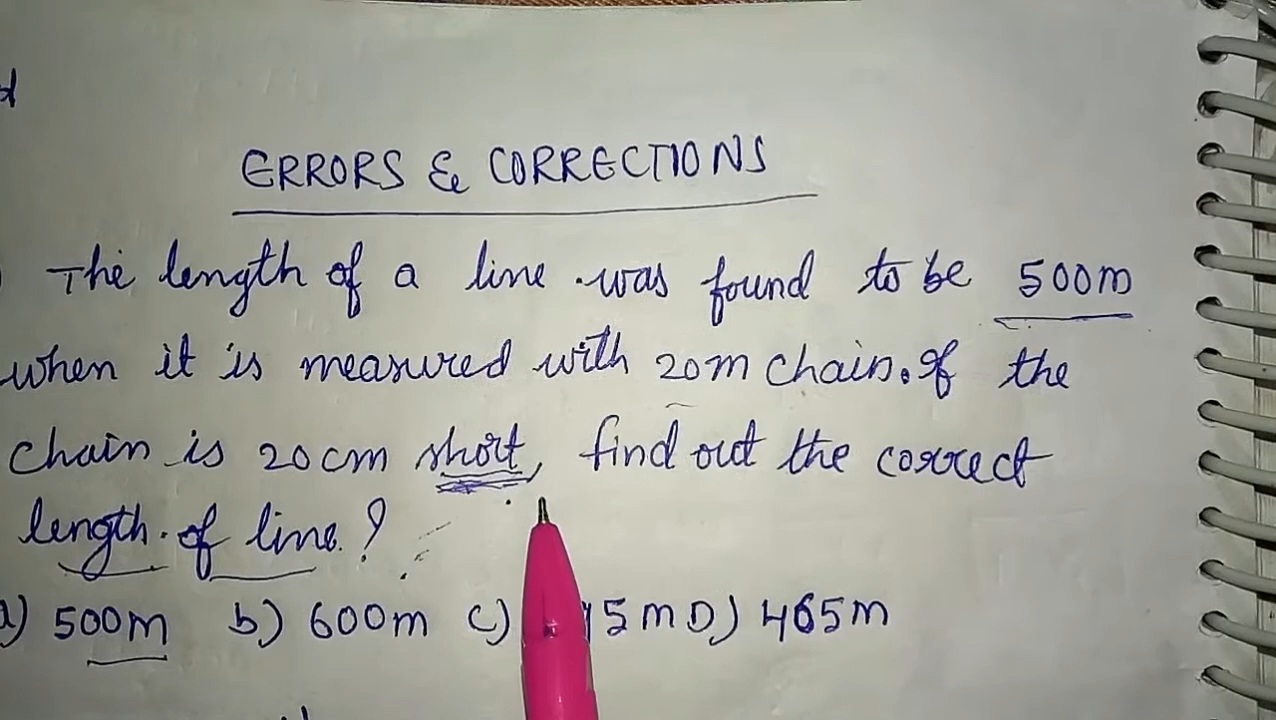 ERRORS & CORRECTIONS
The length of a line was found to be 500m
when it is measured with 20m chain. If the
chain is 20cm short, find out the correct
length of line?
a) 500m b) 600m c) 5m D) 465m